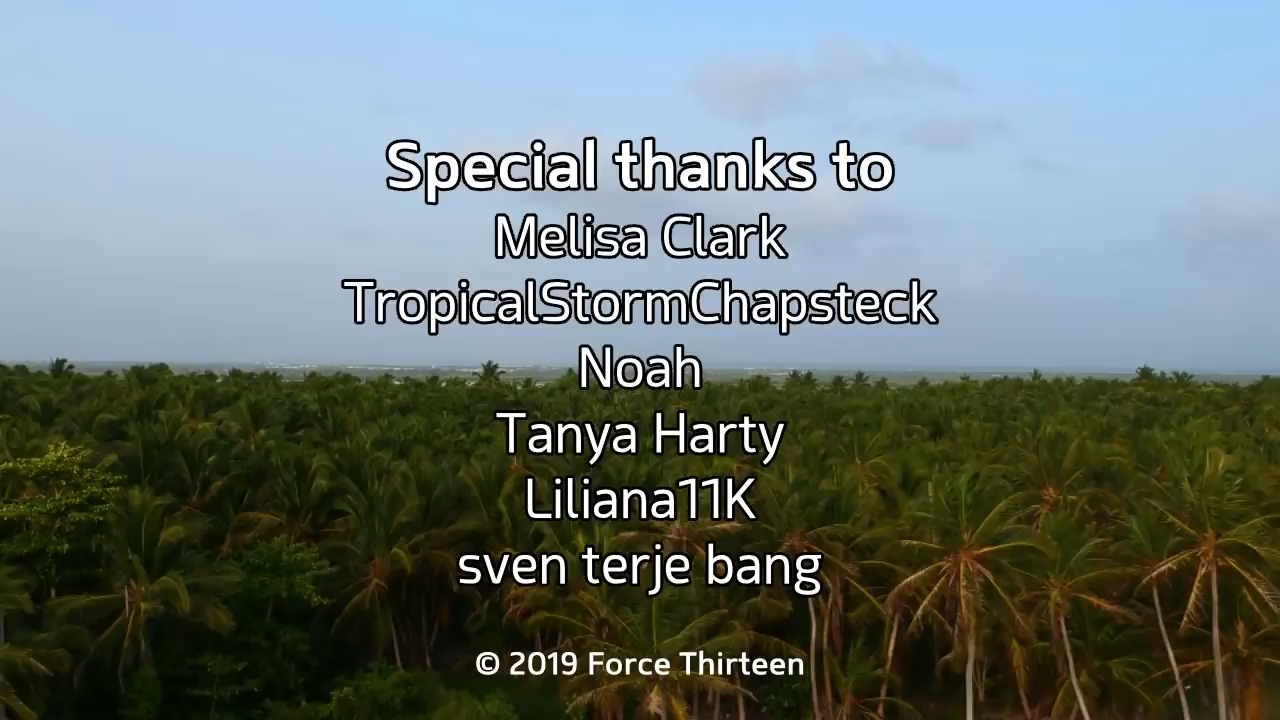 Special thanks to
Melisa Clark
TropicalStormChapsteck
Noah
Tanya Harty
Liliana11K
sven terje bang
© 2019 Force Thirteen